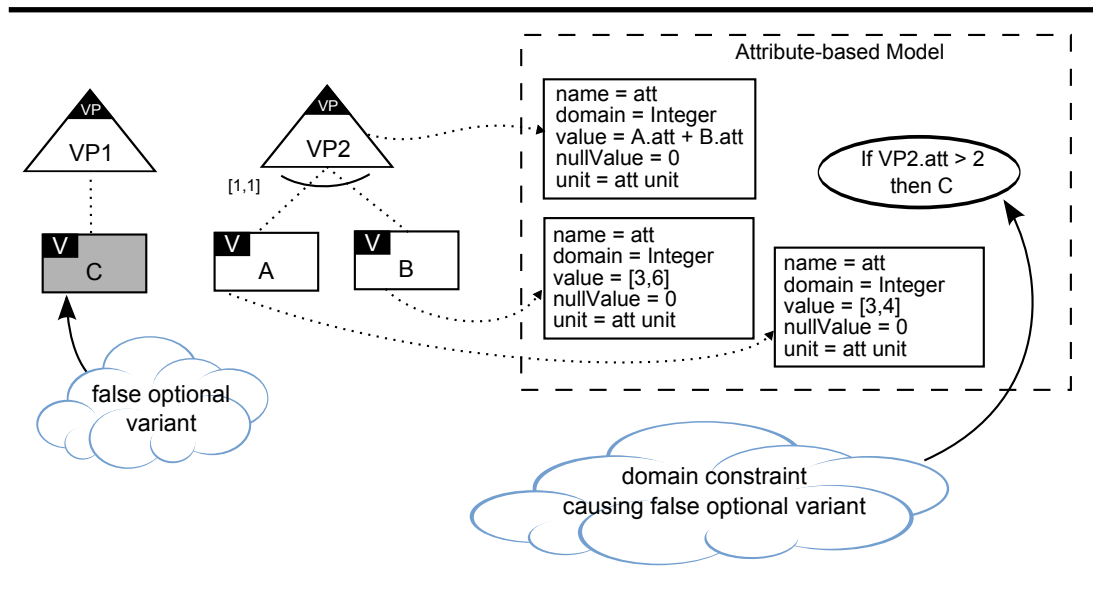 Attribute-based Model
VP
VP1
VP
VP2
[1,1]
V
C
V
A
V
B
name = att
domain = Integer
value = A.att + B.att
nullValue = 0
unit = att unit
If VP2.att > 2
then C
name = att
domain = Integer
value = [3,6]
nullValue = 0
unit = att unit
name = att
domain = Integer
value = [3,4]
nullValue = 0
unit = att unit
false optional
variant
domain constraint
causing false optional variant